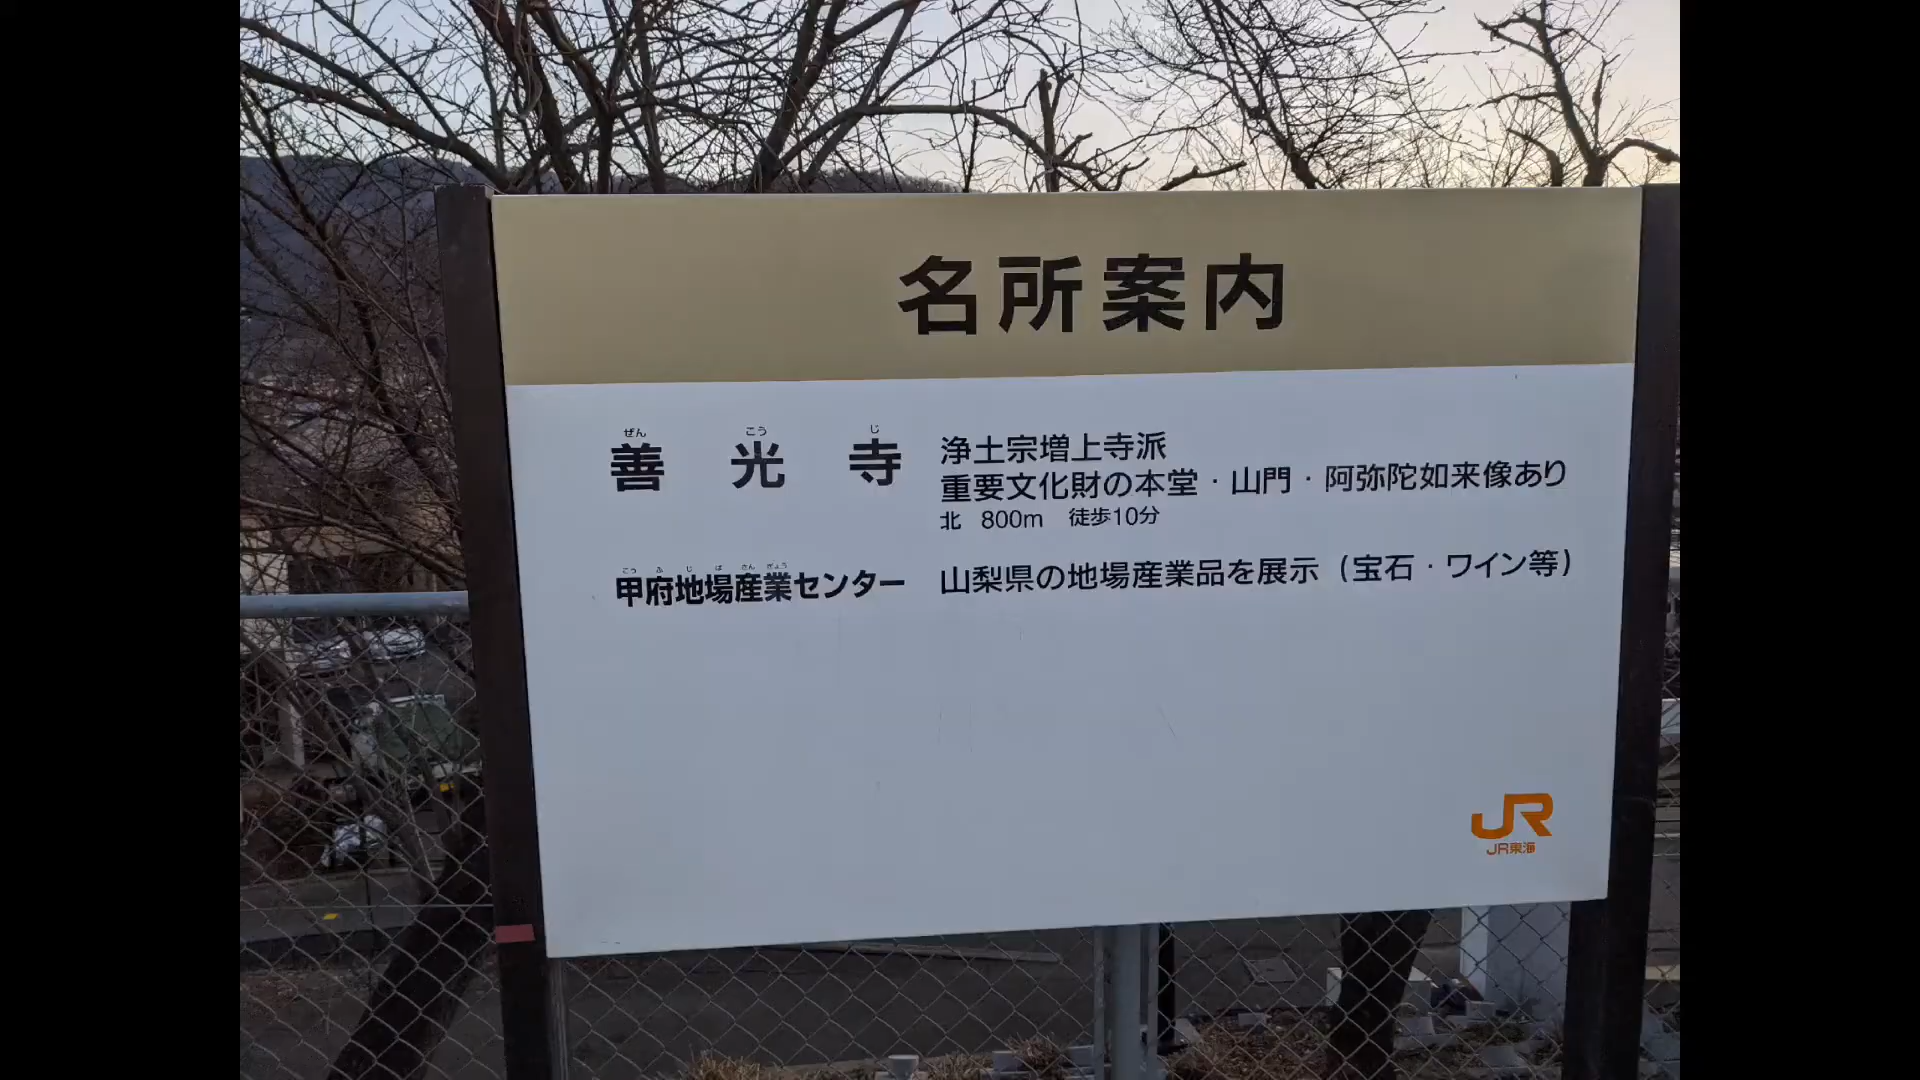 名所案内
ぜん こう じ
善光寺 浄土宗増上寺派
重要文化財の本堂・山門・阿弥陀如来像あり
北 800m 徒歩10分
こう ふ じ ば さん ぎょう
甲府地場産業センター 山梨県の地場産業品を展示（宝石・ワイン等）
JR
JR東海